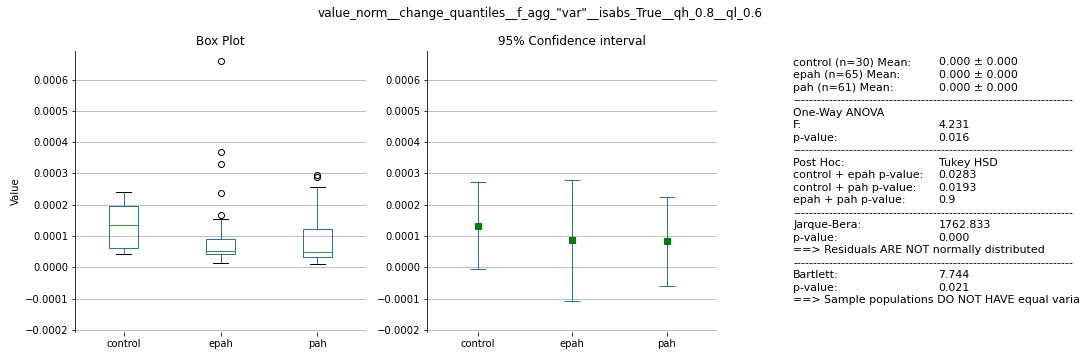 value_norm__change_quantiles__f_agg_"var"__isabs_True__qh_0.8__ql_0.6
Box Plot
Value
0.0006
0.0005
0.0004
0.0003
0.0002
0.0001
0.0000
−0.0001
−0.0002
control epah pah
95% Confidence interval
0.0006
0.0005
0.0004
0.0003
0.0002
0.0001
0.0000
−0.0001
−0.0002
control epah pah
control (n=30) Mean: 0.000 ± 0.000
epah (n=65) Mean: 0.000 ± 0.000
pah (n=61) Mean: 0.000 ± 0.000
One-Way ANOVA
F: 4.231
p-value: 0.016
Post Hoc: Tukey HSD
control + epah p-value: 0.0283
control + pah p-value: 0.0193
epah + pah p-value: 0.9
Jarque-Bera: 1762.833
p-value: 0.000
==> Residuals ARE NOT normally distributed
Bartlett: 7.744
p-value: 0.021
==> Sample populations DO NOT HAVE equal varia